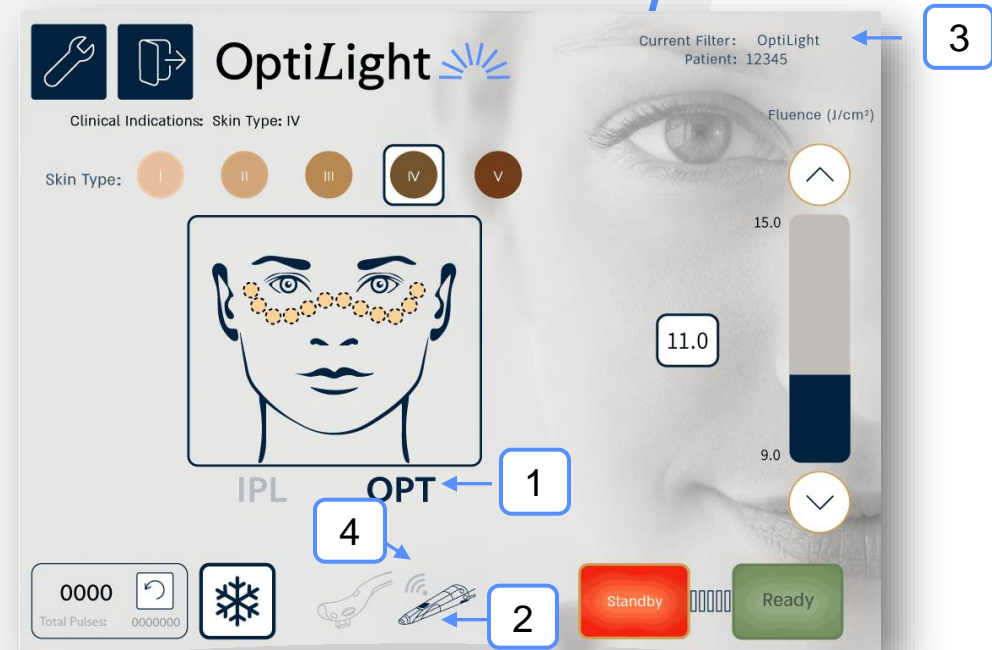 OptiLight
Current Filter: OptiLight
Patient: 12345
3
Clinical Indications: Skin Type: IV
Fluence (J/cm²)
Skin Type: I II III IV V
15.0
11.0
9.0
IPL OPT
1
4
0000
Total Pulses: 0000000
2
Standby
Ready